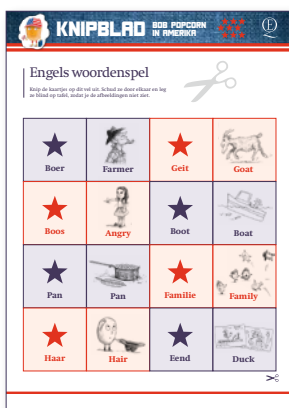 KNIPBLAD BOB POPCORN
IN AMERIKA
Engels woordenspel
Knip de kaartjes op dit vel uit. Schud ze door elkaar en leg
ze blind op tafel, zodat je de afbeeldingen niet ziet.
Boer Farmer Geit Goat
Boos Angry Boot Boat
Pan Pan Familie Family
Haar Hair Eend Duck